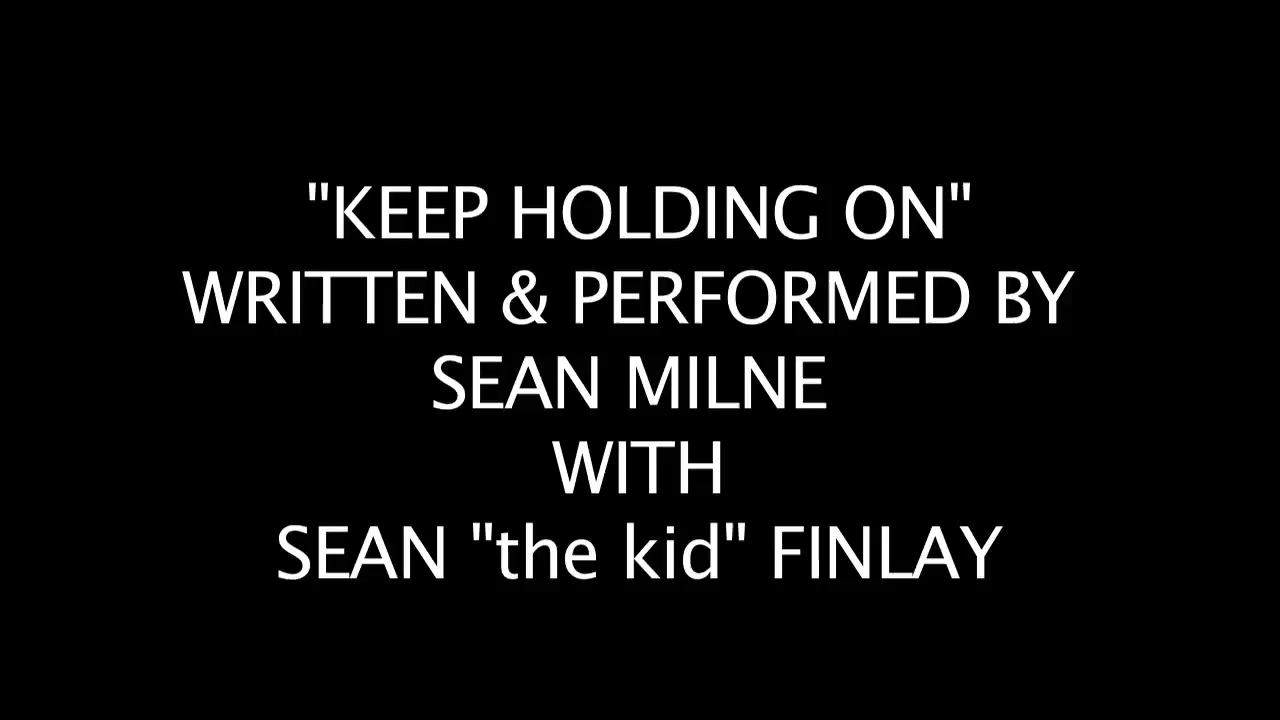 "KEEP HOLDING ON"
WRITTEN & PERFORMED BY
SEAN MILNE
WITH
SEAN "the kid" FINLAY